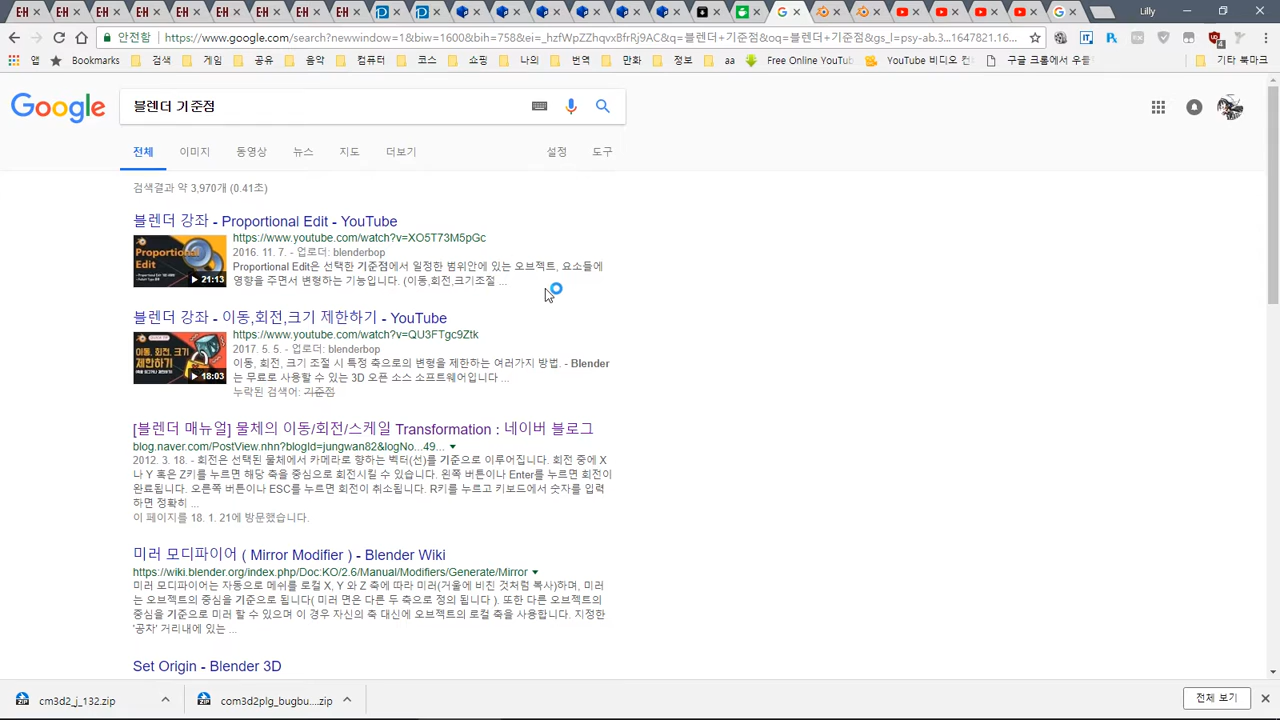 Lilly
안전함 | https://www.google.com/search?newwindow=1&biw=1600&bih=758&ei=_hzfWpZZhqvx8frRj9AC&q=블렌더+기준점&oq=블렌더+기준점&gs_l=psy-ab.3...1647821.16...
앱 Bookmarks 검색 게임 공유 음악 컴퓨터 코스 쇼핑 나의 번역 만화 정보 aa Free Online YouTub YouTube 비디오 컨 구글 크롬에서 우클 기타 북마크
Google 블렌더 기준점
전체 이미지 동영상 뉴스 지도 더보기 설정 도구
검색결과 약 3,970개 (0.41초)
블렌더 강좌 - Proportional Edit - YouTube
https://www.youtube.com/watch?v=XO5T73M5pGc
2016. 11. 7. - 업로더: blenderbop
Proportional Edit은 선택한 기준점에서 일정한 범위안에 있는 오브젝트, 요소들에
영향을 주면서 변형하는 기능입니다. (이동,회전,크기조절 ...
Proportional
Edit
21:13
블렌더 강좌 - 이동,회전,크기 제한하기 - YouTube
https://www.youtube.com/watch?v=QU3FTgc9Ztk
2017. 5. 5. - 업로더: blenderbop
이동, 회전, 크기 조절 시 특정 축으로의 변형을 제한하는 여러가지 방법. - Blender
는 무료로 사용할 수 있는 3D 오픈 소스 소프트웨어입니다 ...
누락된 검색어: 기준점
이동, 회전, 크기
제한하기
18:03
[블렌더 매뉴얼] 물체의 이동/회전/스케일 Transformation : 네이버 블로그
blog.naver.com/PostView.nhn?blogId=jungwan82&logNo...49...
2012. 3. 18. - 회전은 선택된 물체에서 카메라로 향하는 벡터(선)를 기준으로 이루어집니다. 회전 중에 X
나 Y 혹은 Z키를 누르면 해당 축을 중심으로 회전시킬 수 있습니다. 왼쪽 버튼이나 Enter를 누르면 회전이
완료됩니다. 오른쪽 버튼이나 ESC를 누르면 회전이 취소됩니다. R키를 누르고 키보드에서 숫자를 입력
하면 정확히 ...
이 페이지를 18. 1. 21에 방문했습니다.
미러 모디파이어 ( Mirror Modifier ) - Blender Wiki
https://wiki.blender.org/index.php/Doc:KO/2.6/Manual/Modifiers/Generate/Mirror
미러 모디파이어는 자동으로 메쉬를 로컬 X, Y 와 Z 축에 따라 미러(거울에 비친 것처럼 복사)하며, 미러
는 오브젝트의 중심을 기준으로 됩니다( 미러 면은 다른 두 축으로 정의 됩니다 ). 또한 다른 오브젝트의
중심을 기준으로 미러 할 수 있으며 이 경우 자신의 축 대신에 오브젝트의 로컬 축을 사용합니다. 지정한
'공차' 거리내에 있는 ...
Set Origin - Blender 3D
cm3d2_j_132.zip com3d2plg_bugbu....zip 전체 보기